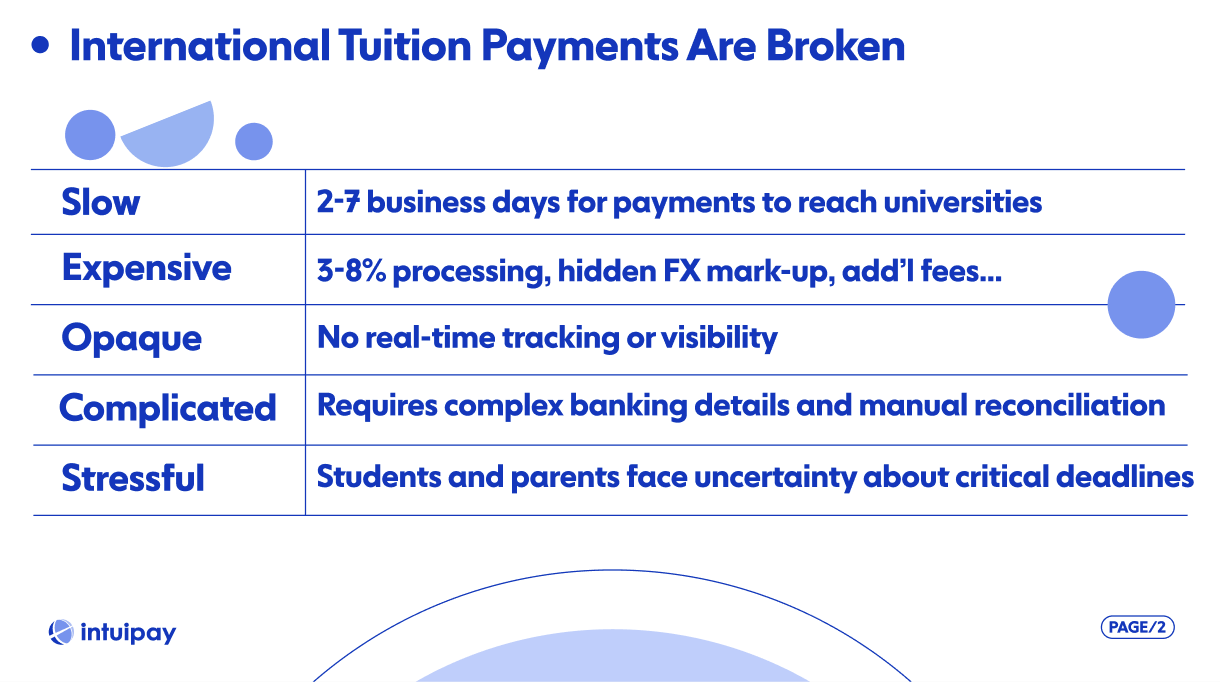 • International Tuition Payments Are Broken
Slow
2-7 business days for payments to reach universities
Expensive
3-8% processing, hidden FX mark-up, add’l fees...
Opaque
No real-time tracking or visibility
Complicated
Requires complex banking details and manual reconciliation
Stressful
Students and parents face uncertainty about critical deadlines
intuipay
PAGE/2